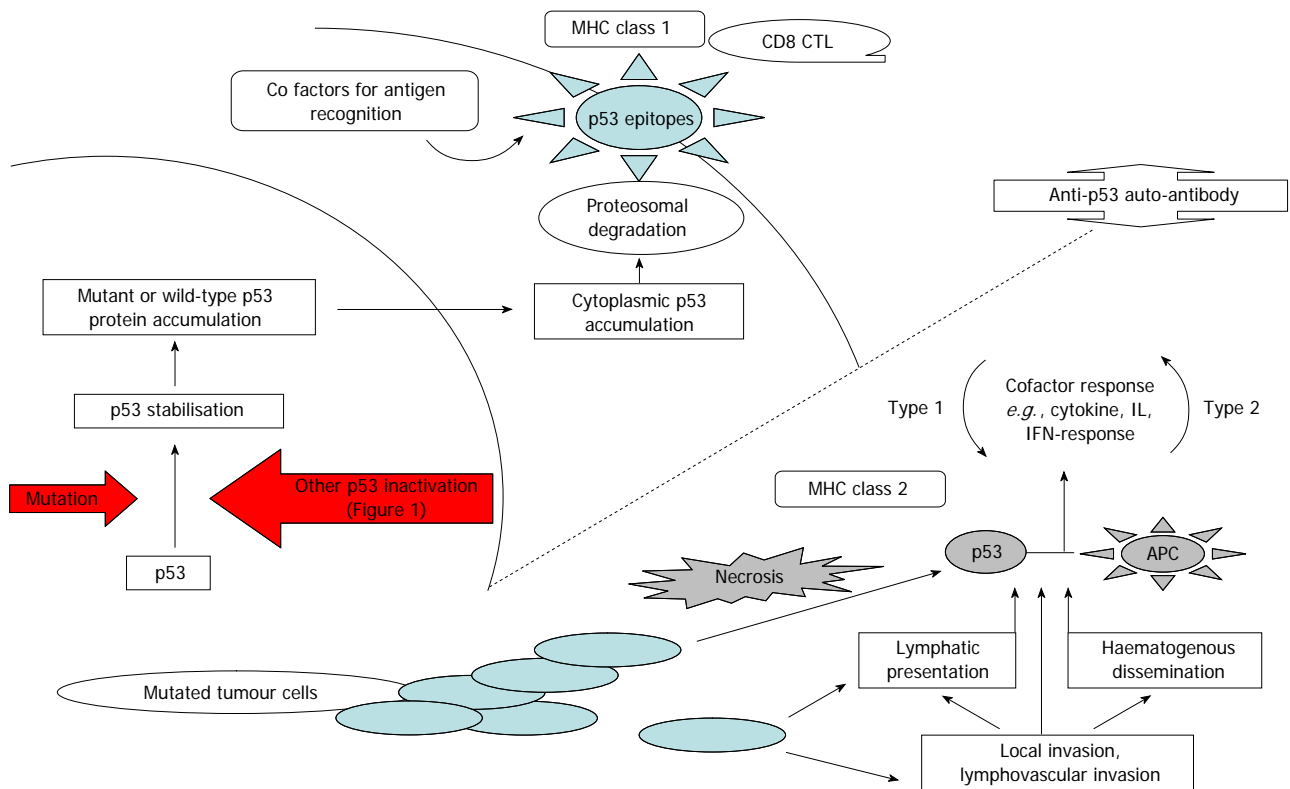 MHC class 1
CD8 CTL
Co factors for antigen
recognition
p53 epitopes
Anti-p53 auto-antibody
Proteosomal
degradation
Mutant or wild-type p53
protein accumulation
Cytoplasmic p53
accumulation
p53 stabilisation
Type 1
Cofactor response
e.g., cytokine, IL,
IFN-response
Type 2
Mutation
Other p53 inactivation
(Figure 1)
MHC class 2
p53
p53
APC
Necrosis
Lymphatic
presentation
Haematogenous
dissemination
Mutated tumour cells
Local invasion,
lymphovascular invasion